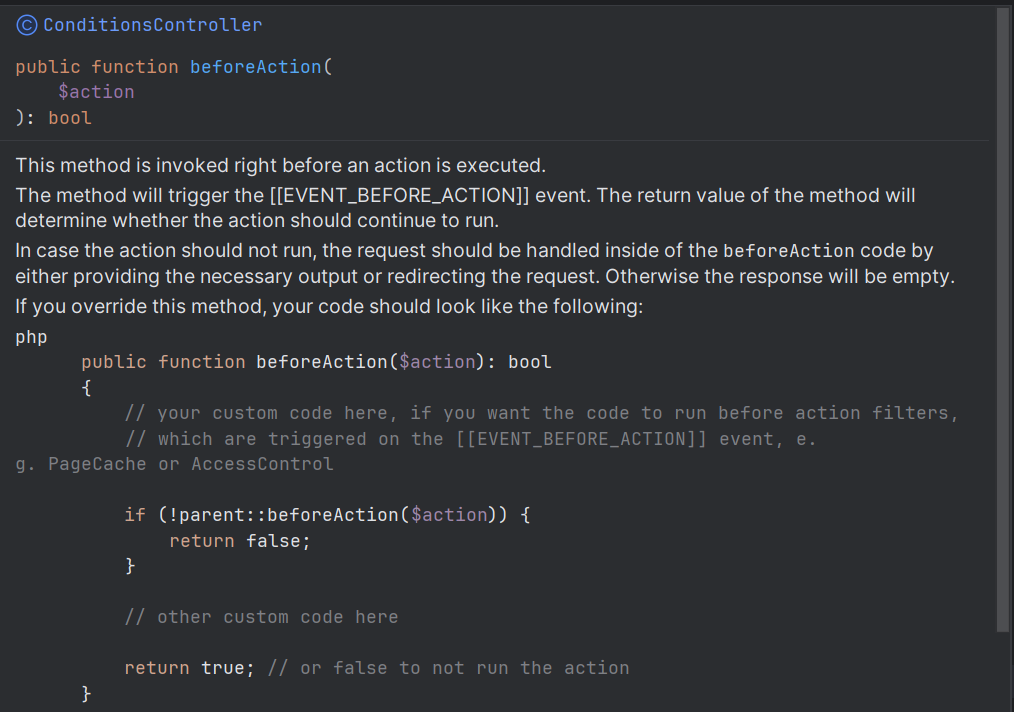 © ConditionsController
public function beforeAction(
    $action
): bool
This method is invoked right before an action is executed.
The method will trigger the [[EVENT_BEFORE_ACTION]] event. The return value of the method will
determine whether the action should continue to run.
In case the action should not run, the request should be handled inside of the beforeAction code by
either providing the necessary output or redirecting the request. Otherwise the response will be empty.
If you override this method, your code should look like the following:
php
      public function beforeAction($action): bool
      {
          // your custom code here, if you want the code to run before action filters,
          // which are triggered on the [[EVENT_BEFORE_ACTION]] event, e.
g. PageCache or AccessControl
          if (!parent::beforeAction($action)) {
              return false;
          }
          // other custom code here
          return true; // or false to not run the action
      }